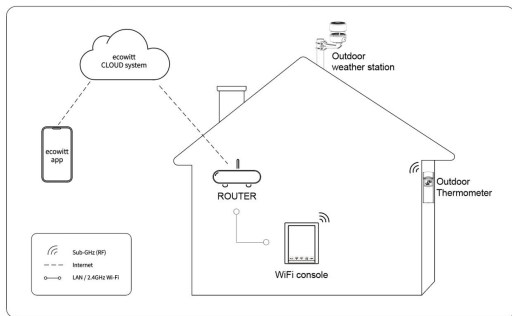 ecowitt
CLOUD system
Outdoor
weather station
ecowitt
app
ROUTER
Outdoor
Thermometer
WiFi console
Sub-GHz (RF)
Internet
LAN / 2.4GHz Wi-Fi